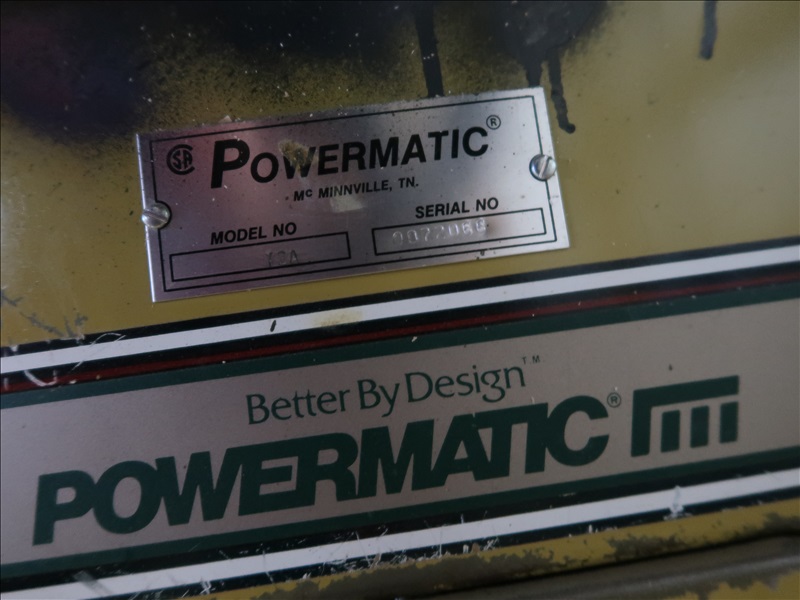 POWERMATIC®
Mc MINNVILLE, TN.
MODEL NO
SERIAL NO
Better By Design™
POWERMATIC®